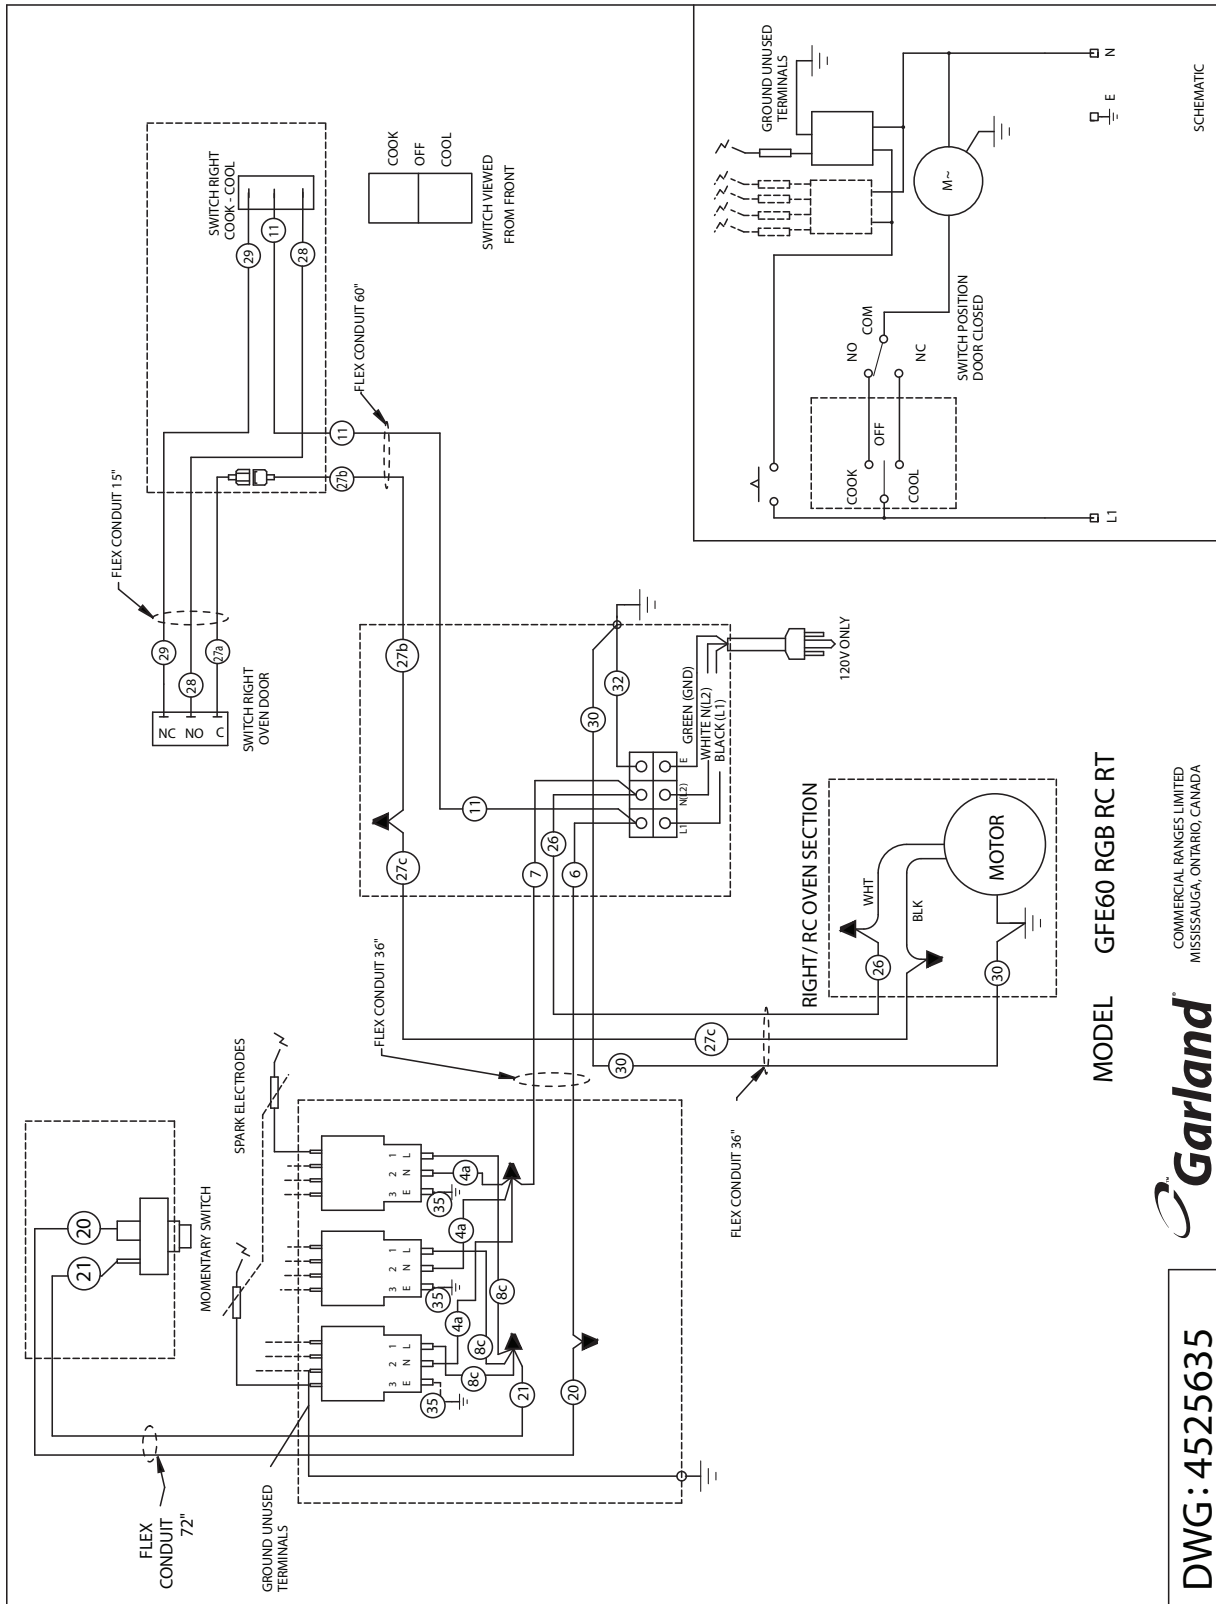 FLEX
CONDUIT
72"
20
21
MOMENTARY SWITCH
SPARK ELECTRODES
GROUND UNUSED
TERMINALS
3 2 1
E N L
3 2 1
E N L
3 2 1
E N L
35
35
35
4a
4a
4a
8c
8c
8c
21
20
FLEX CONDUIT 36"
FLEX CONDUIT 36"
NC
NO
C
SWITCH RIGHT
OVEN DOOR
29
28
27a
FLEX CONDUIT 15"
SWITCH RIGHT
COOK - COOL
29
11
28
11
27b
FLEX CONDUIT 60"
COOK
OFF
COOL
SWITCH VIEWED
FROM FRONT
27c
27b
7
26
6
11
30
32
L1
N(L2)
E
GREEN (GND)
WHITE N(L2)
BLACK (L1)
120V ONLY
30
27c
RIGHT/ RC OVEN SECTION
26
WHT
BLK
30
MOTOR
GROUND UNUSED
TERMINALS
M~
COOK
OFF
COOL
NO
COM
NC
SWITCH POSITION
DOOR CLOSED
L1
E
N
SCHEMATIC
MODEL GFE60 RGB RC RT
Garland
COMMERCIAL RANGES LIMITED
MISSISSAUGA, ONTARIO, CANADA
DWG: 4525635